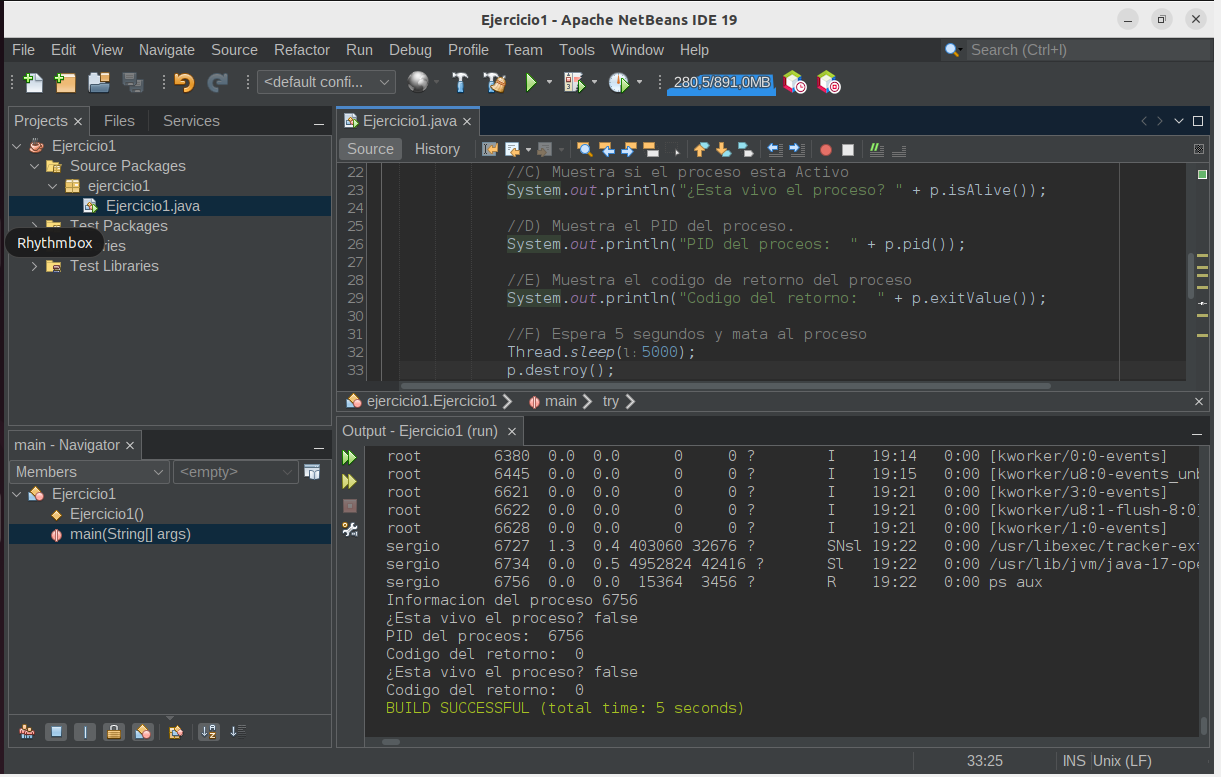 Ejercicio1 - Apache NetBeans IDE 19
File Edit View Navigate Source Refactor Run Debug Profile Team Tools Window Help
Search (Ctrl+I)
<default confi...
280,5/891,0MB
Projects Files Services
Ejercicio1
Source Packages
ejercicio1
Ejercicio1.java
Test Packages
Rhythmbox
ries
Test Libraries
Ejercicio1.java
Source History
22 //C) Muestra si el proceso esta Activo
23 System.out.println("¿Esta vivo el proceso? " + p.isAlive());
24
25 //D) Muestra el PID del proceso.
26 System.out.println("PID del proceos:  " + p.pid());
27
28 //E) Muestra el codigo de retorno del proceso
29 System.out.println("Codigo del retorno:  " + p.exitValue());
30
31 //F) Espera 5 segundos y mata al proceso
32 Thread.sleep(l:5000);
33 p.destroy();
ejercicio1.Ejercicio1 main try
main - Navigator
Members <empty>
Ejercicio1
Ejercicio1()
main(String[] args)
Output - Ejercicio1 (run)
root 6380 0.0 0.0 0 0 ? I 19:14 0:00 [kworker/0:0-events]
root 6445 0.0 0.0 0 0 ? I 19:15 0:00 [kworker/u8:0-events_unb
root 6621 0.0 0.0 0 0 ? I 19:21 0:00 [kworker/3:0-events]
root 6622 0.0 0.0 0 0 ? I 19:21 0:00 [kworker/u8:1-flush-8:0]
root 6628 0.0 0.0 0 0 ? I 19:21 0:00 [kworker/1:0-events]
sergio 6727 1.3 0.4 403060 32676 ? SNsl 19:22 0:00 /usr/libexec/tracker-ext
sergio 6734 0.0 0.5 4952824 42416 ? Sl 19:22 0:00 /usr/lib/jvm/java-17-ope
sergio 6756 0.0 0.0 15364 3456 ? R 19:22 0:00 ps aux
Informacion del proceso 6756
¿Esta vivo el proceso? false
PID del proceos:  6756
Codigo del retorno:  0
¿Esta vivo el proceso? false
Codigo del retorno:  0
BUILD SUCCESSFUL (total time: 5 seconds)
33:25 INS Unix (LF)